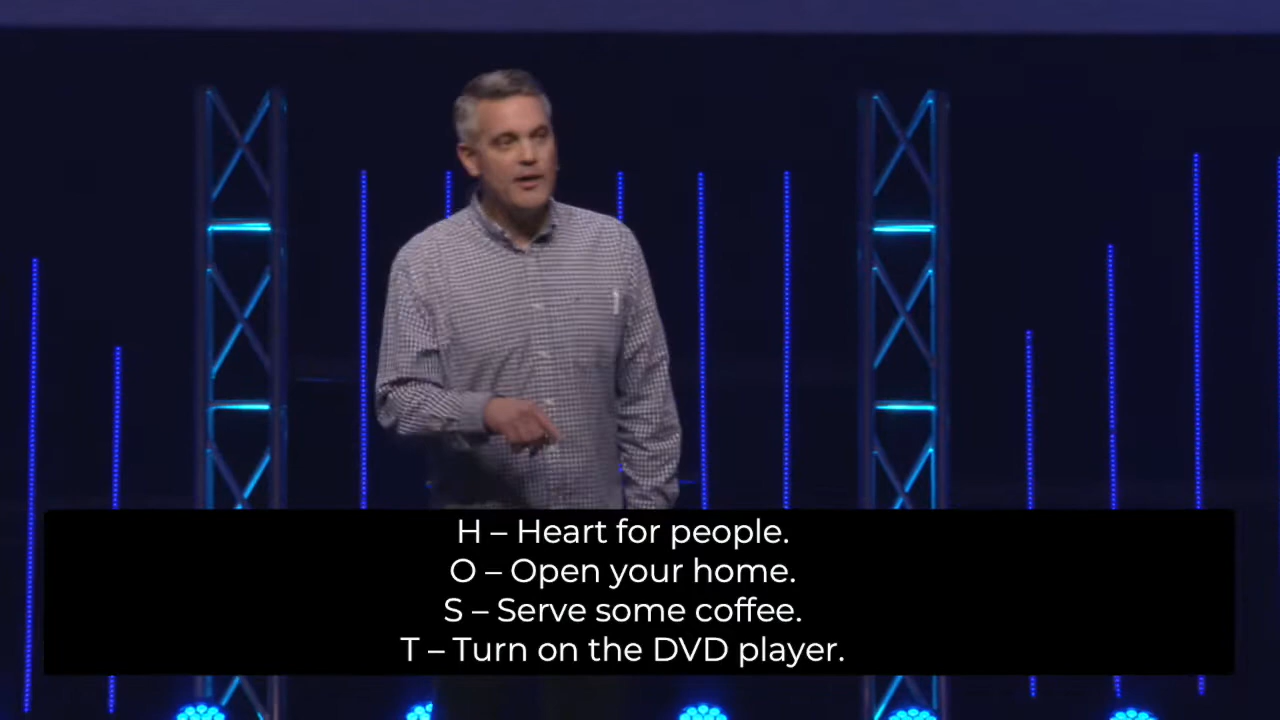 H – Heart for people.
O – Open your home.
S – Serve some coffee.
T – Turn on the DVD player.